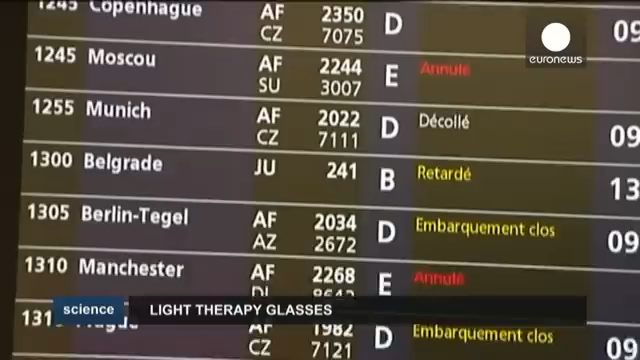 1245 Copenhague AF 2350 D 09
CZ 7075
euronews
1245 Moscou AF 2244 E Annulé
SU 3007
1255 Munich AF 2022 D Décollé 09
CZ 7111
1300 Belgrade JU 241 B Retardé 13
1305 Berlin-Tegel AF 2034 D Embarquement clos 09
AZ 2672
1310 Manchester AF 2268 E Annulé
science LIGHT THERAPY GLASSES
AF 1982 D Embarquement clos 09
CZ 7121